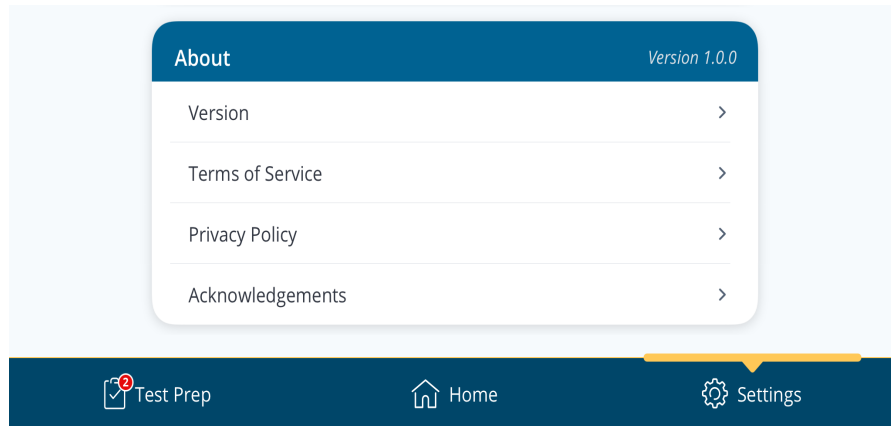 About Version 1.0.0
Version
Terms of Service
Privacy Policy
Acknowledgements
2 Test Prep Home Settings